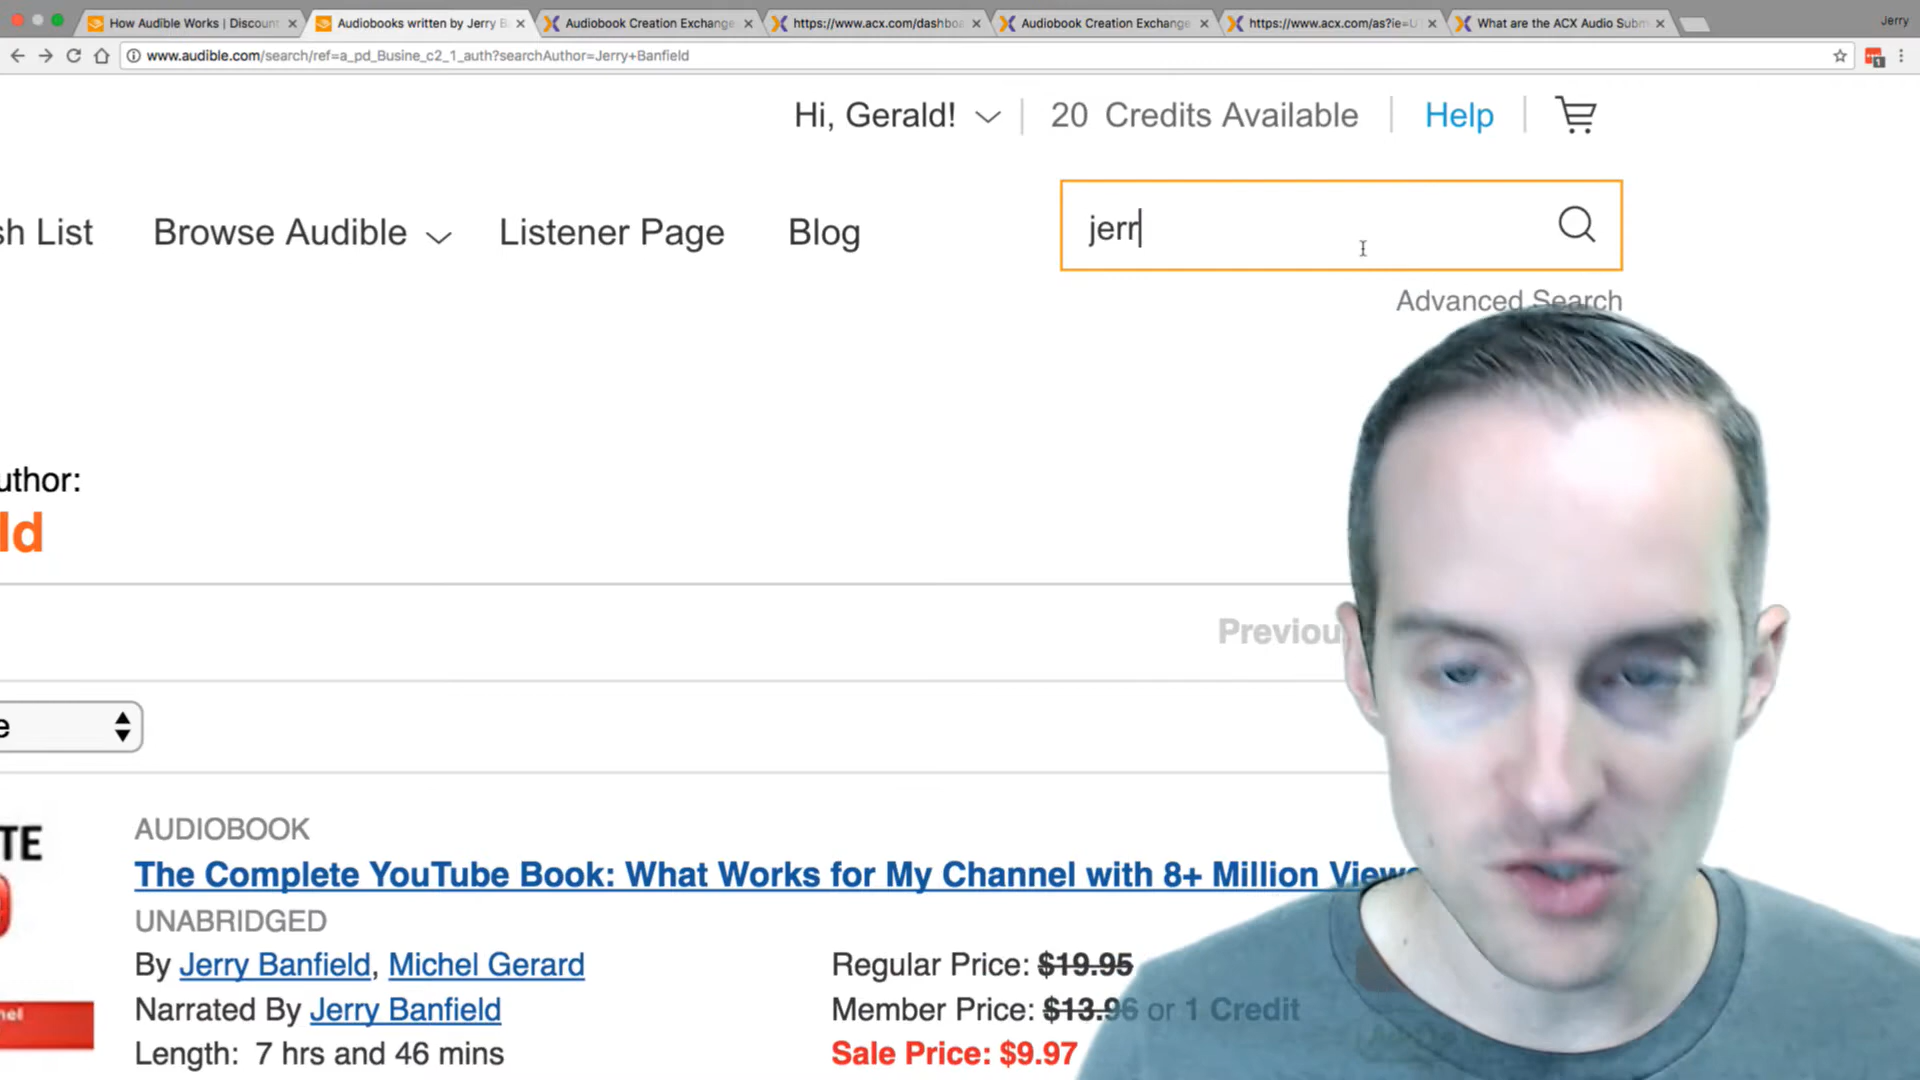 How Audible Works | Discount
Audiobooks written by Jerry B
Audiobook Creation Exchange
https://www.acx.com/dashbo
Audiobook Creation Exchange
https://www.acx.com/as?ie=U
What are the ACX Audio Subm
Jerry
www.audible.com/search/ref=a_pd_Busine_c2_1_auth?searchAuthor=Jerry+Banfield
Hi, Gerald!
20 Credits Available
Help
sh List
Browse Audible
Listener Page
Blog
jerr
Advanced Search
uthor:
ld
Previou
e
TE
AUDIOBOOK
The Complete YouTube Book: What Works for My Channel with 8+ Million Views
UNABRIDGED
By Jerry Banfield, Michel Gerard
Regular Price: $19.95
nel
Narrated By Jerry Banfield
Member Price: $13.96 or 1 Credit
Length: 7 hrs and 46 mins
Sale Price: $9.97